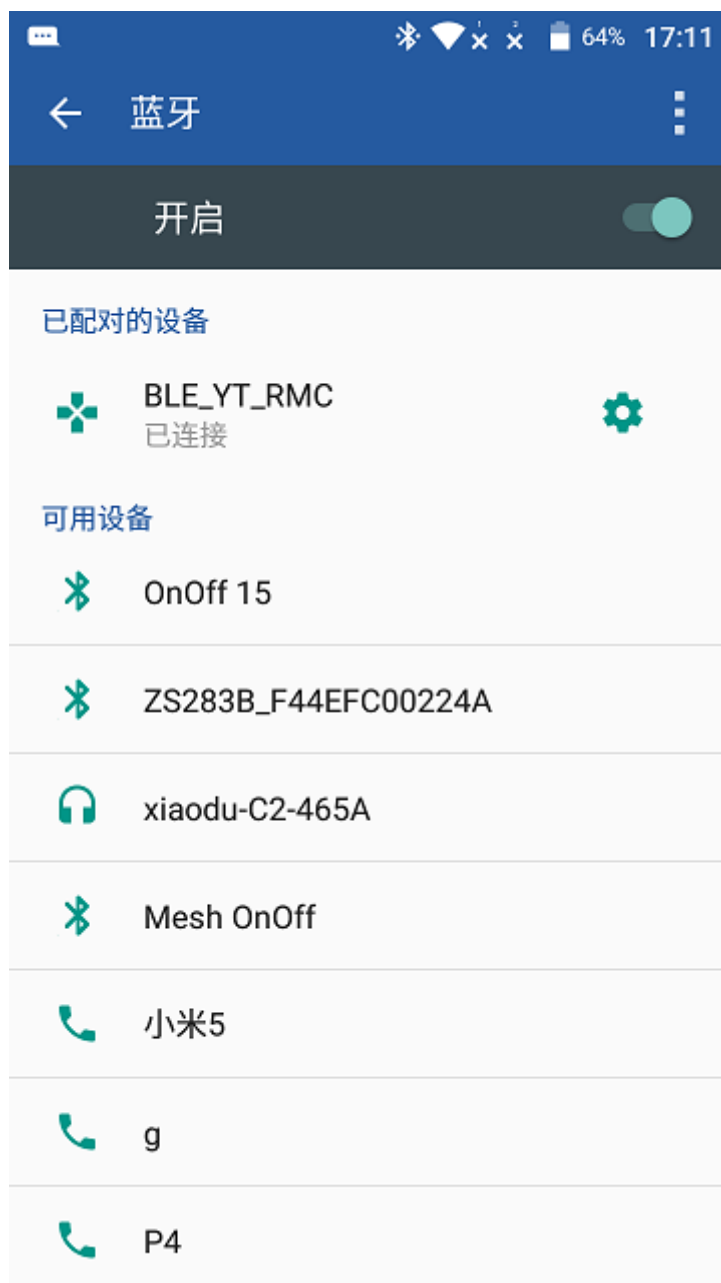 64% 17:11
蓝牙
开启
已配对的设备
BLE_YT_RMC
已连接
可用设备
OnOff 15
ZS283B_F44EFC00224A
xiaodu-C2-465A
Mesh OnOff
小米5
g
P4